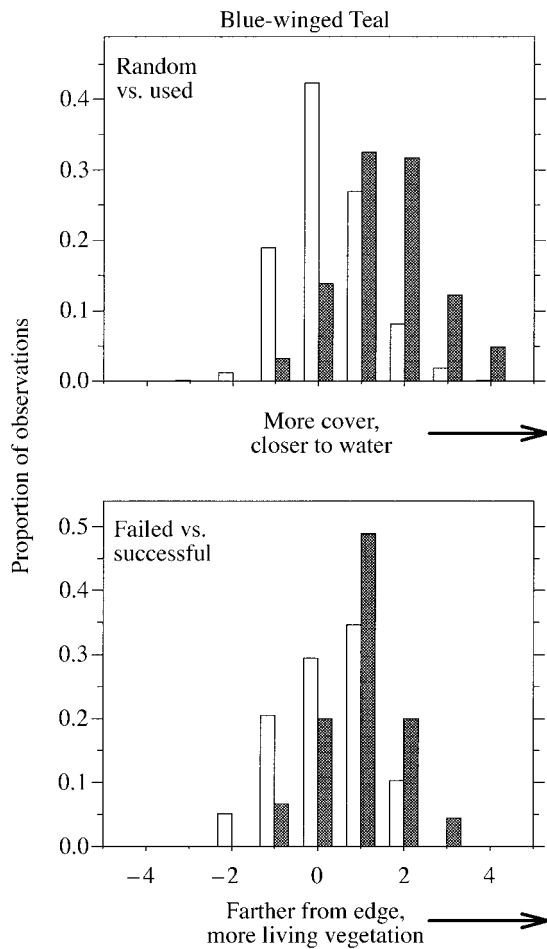 Blue-winged Teal
Random
vs. used
0.4
0.3
0.2
0.1
0.0
More cover,
closer to water
Proportion of observations
Failed vs.
successful
0.5
0.4
0.3
0.2
0.1
0.0
−4 −2 0 2 4
Farther from edge,
more living vegetation